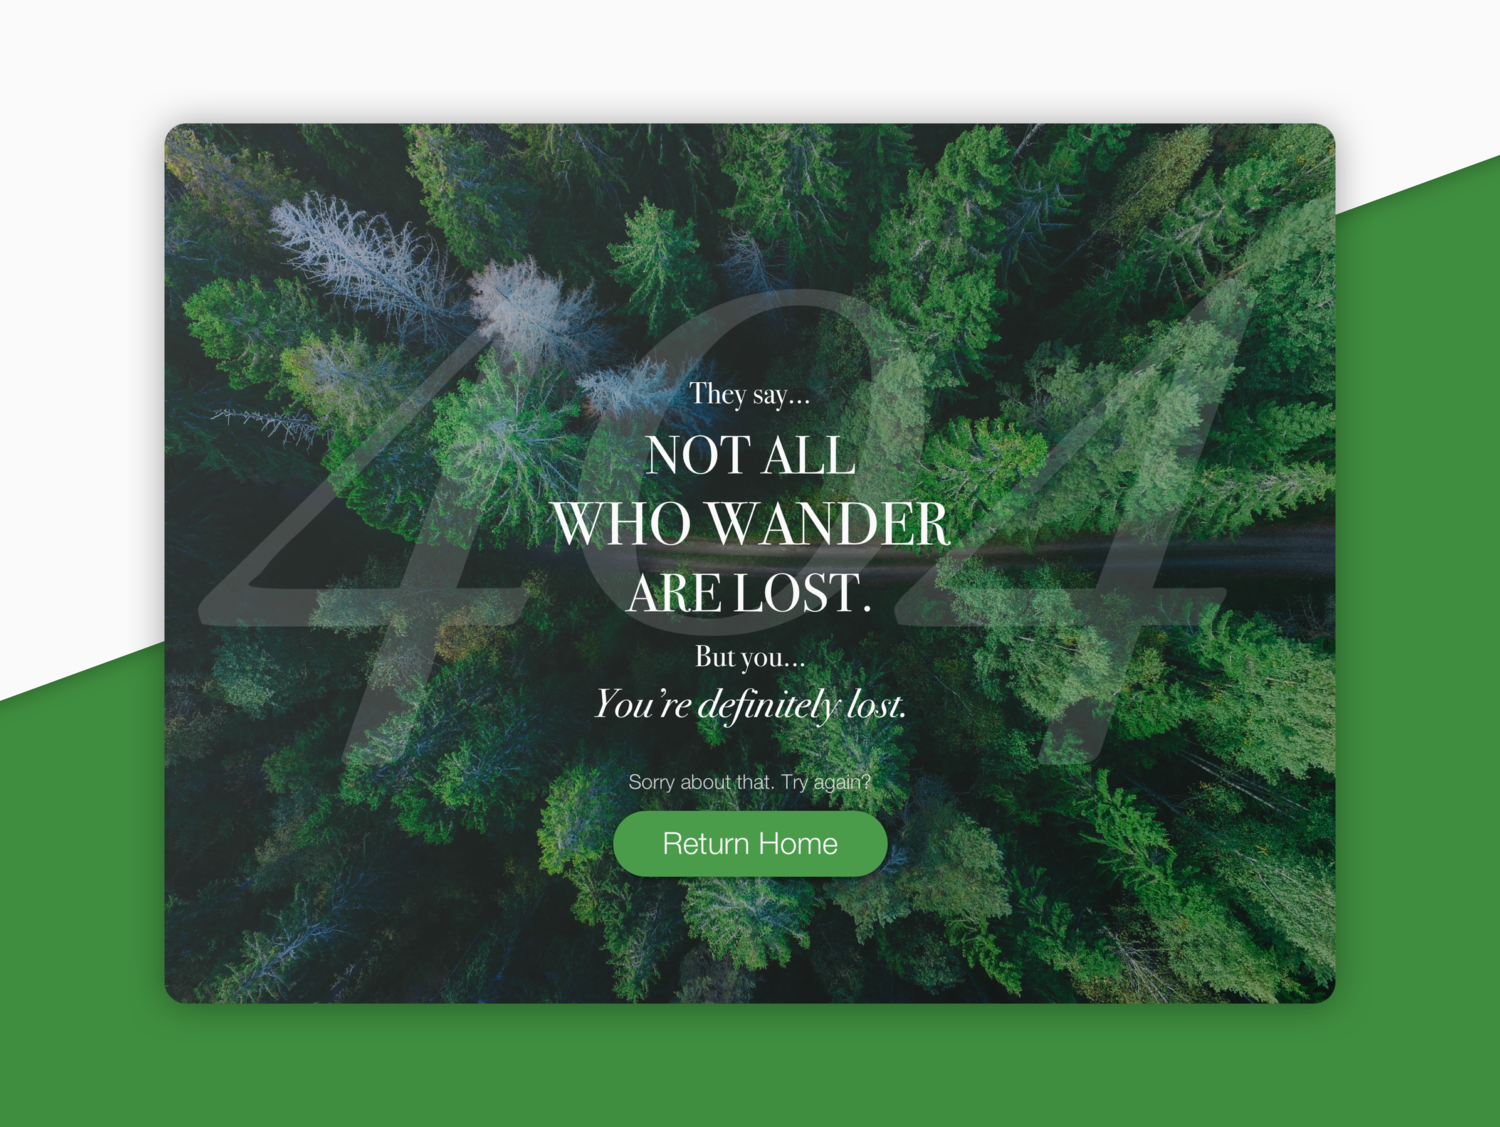 404
They say...
NOT ALL
WHO WANDER
ARE LOST.
But you...
You’re definitely lost.
Sorry about that. Try again?
Return Home